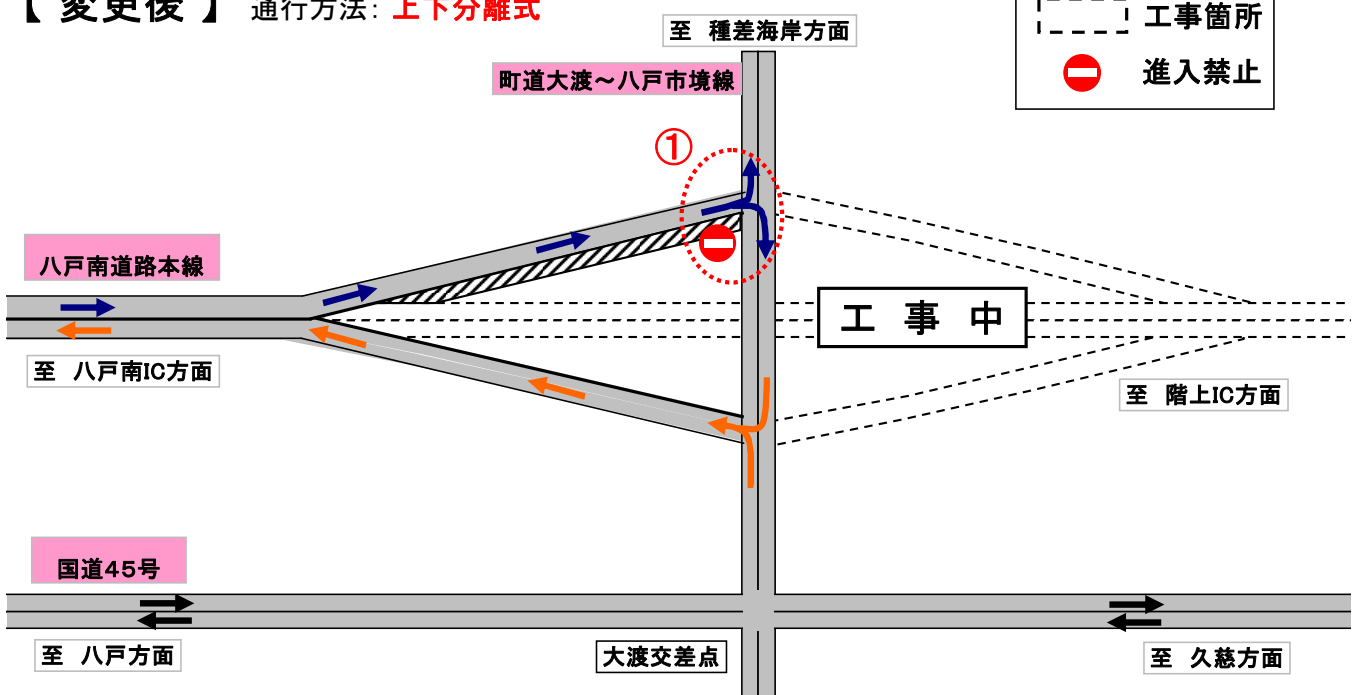 【 変更後 】 通行方法: 上下分離式
工事箇所
進入禁止
至 種差海岸方面
町道大渡～八戸市境線
①
八戸南道路本線
工 事 中
至 八戸南IC方面
至 階上IC方面
国道45号
至 八戸方面
大渡交差点
至 久慈方面